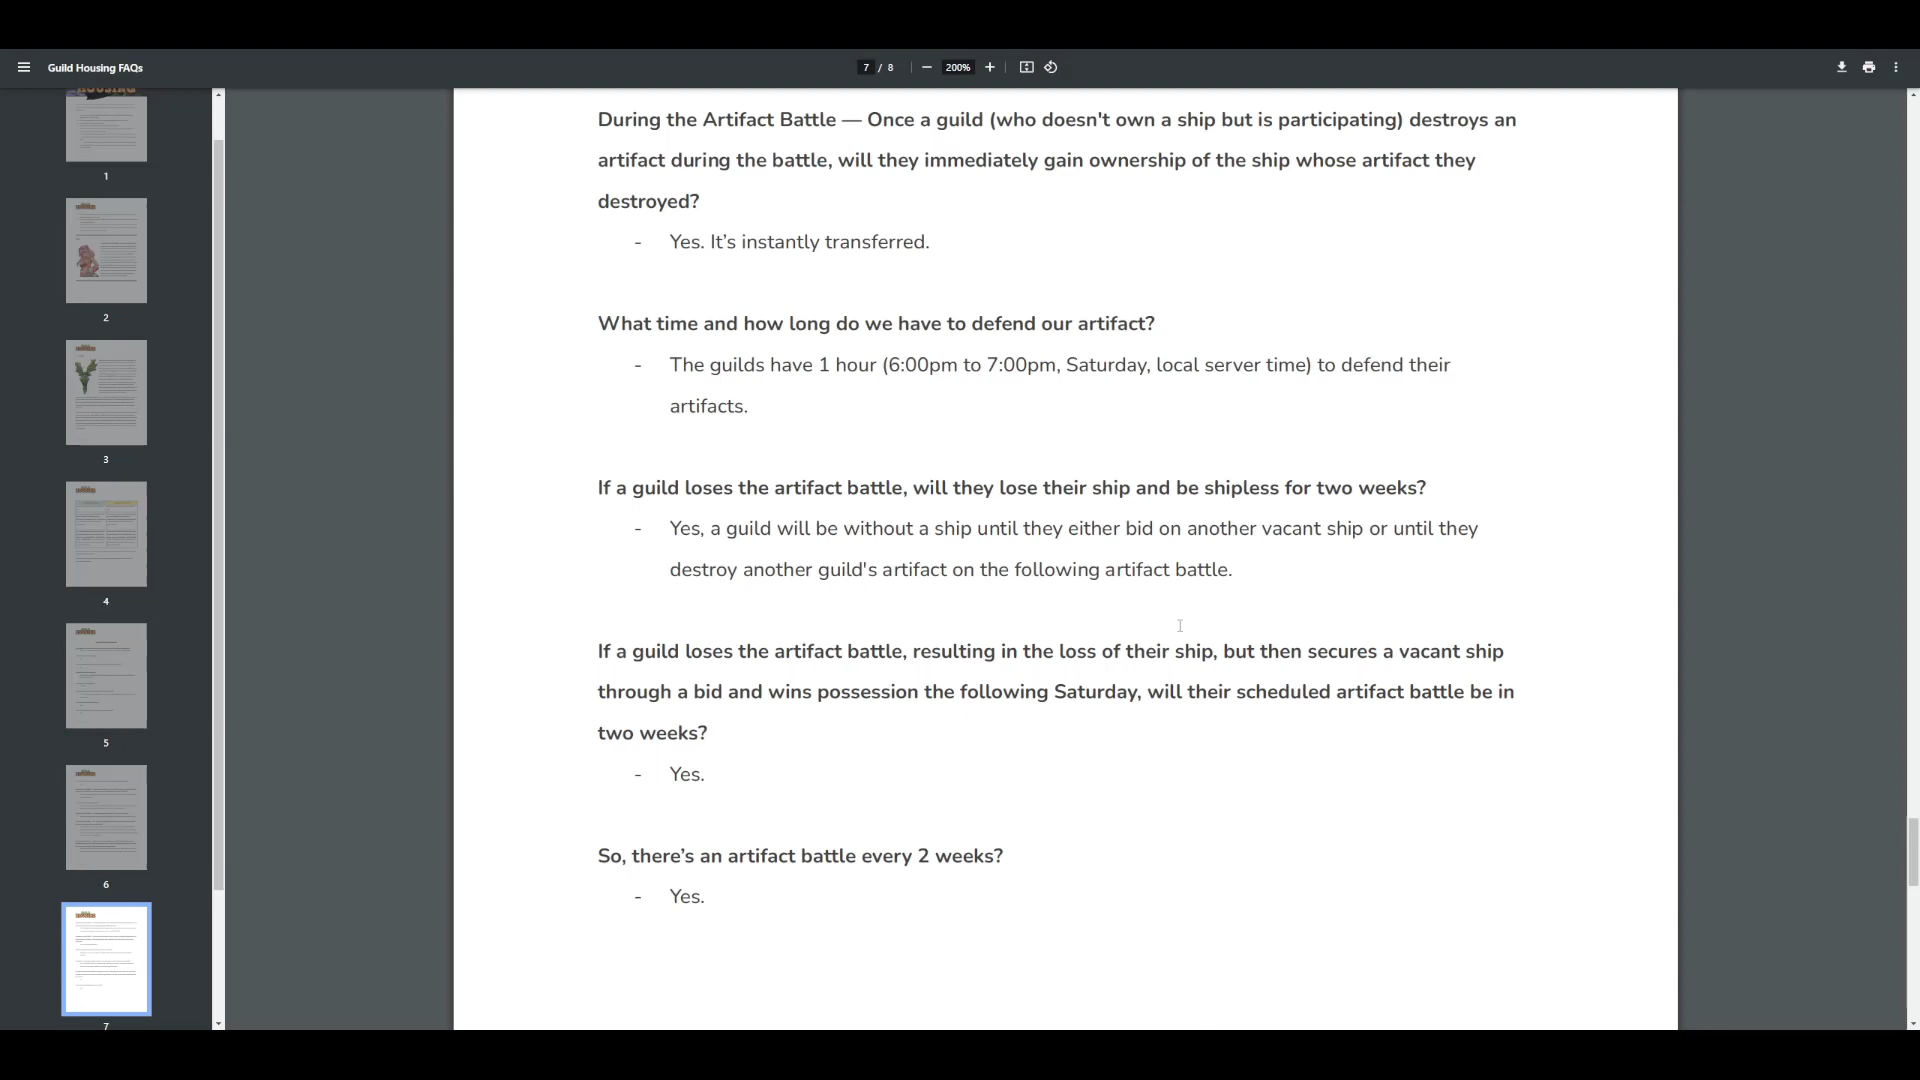 Guild Housing FAQs
7 / 8
200%
During the Artifact Battle — Once a guild (who doesn't own a ship but is participating) destroys an
artifact during the battle, will they immediately gain ownership of the ship whose artifact they
destroyed?
- Yes. It’s instantly transferred.
What time and how long do we have to defend our artifact?
- The guilds have 1 hour (6:00pm to 7:00pm, Saturday, local server time) to defend their
artifacts.
If a guild loses the artifact battle, will they lose their ship and be shipless for two weeks?
- Yes, a guild will be without a ship until they either bid on another vacant ship or until they
destroy another guild's artifact on the following artifact battle.
If a guild loses the artifact battle, resulting in the loss of their ship, but then secures a vacant ship
through a bid and wins possession the following Saturday, will their scheduled artifact battle be in
two weeks?
- Yes.
So, there’s an artifact battle every 2 weeks?
- Yes.
1
2
3
4
5
6
7